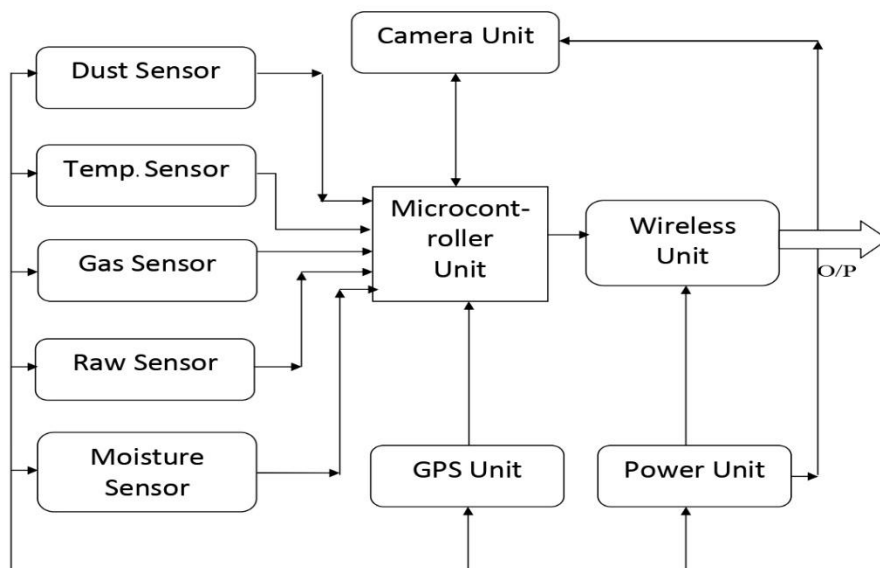 Camera Unit
Dust Sensor
Temp. Sensor
Microcont-
roller
Unit
Wireless
Unit
Gas Sensor
O/P
Raw Sensor
Moisture
Sensor
GPS Unit
Power Unit